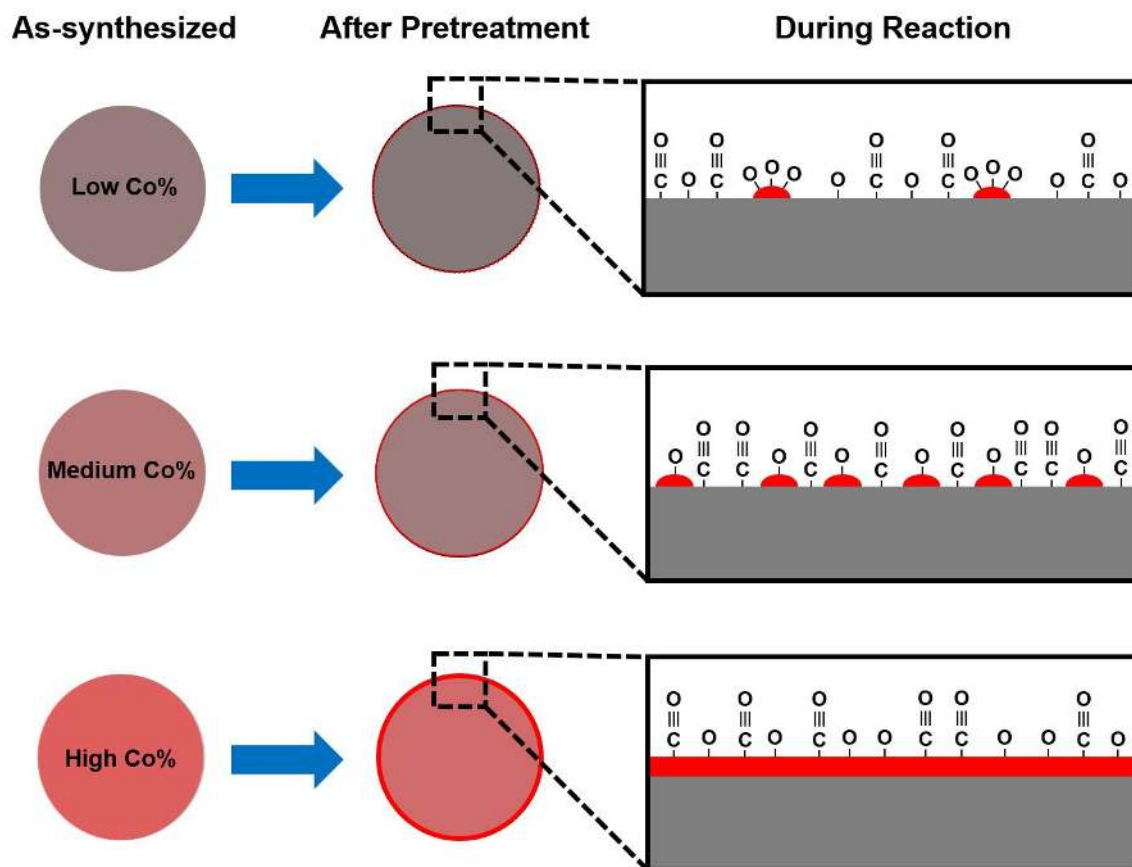 As-synthesized After Pretreatment During Reaction
O O O O O
O O
Low Co%
C O C O O O C O C O O O C O
O O O O O O O O
Medium Co%
O C C O C O C O C O C C O C
O O O O O O
High Co%
C O C O C O O C C O O C O